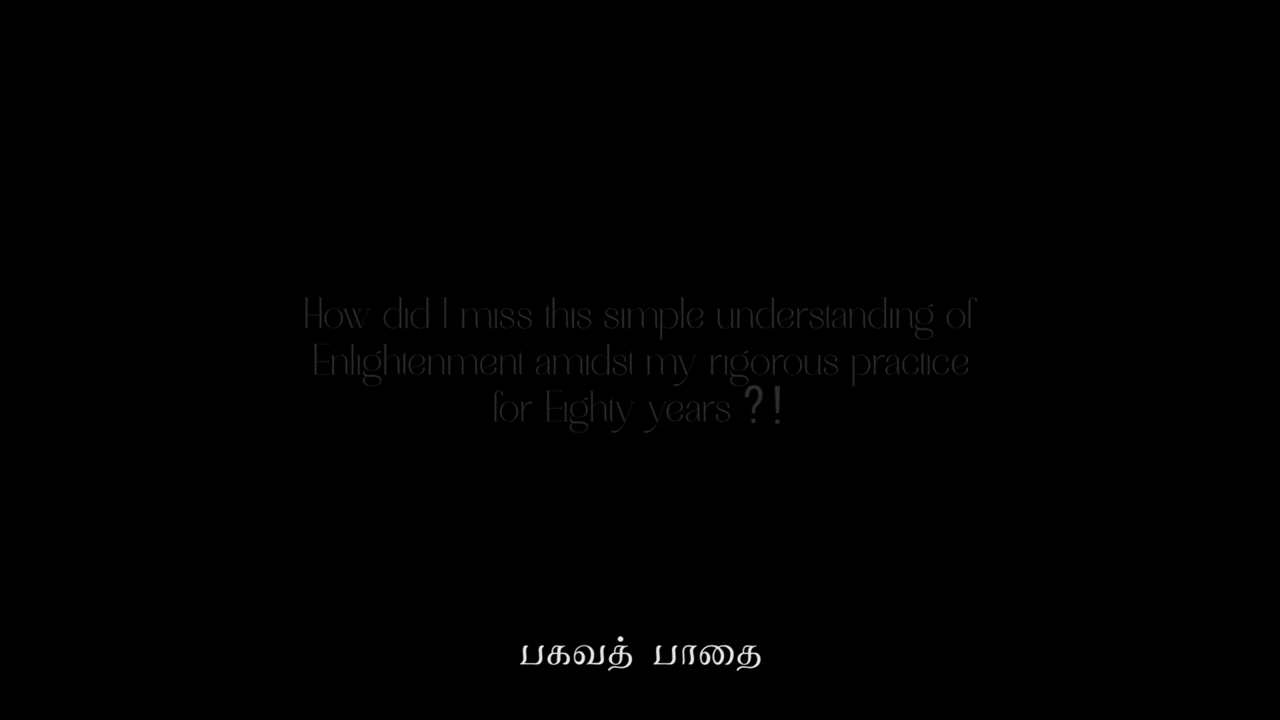 How did I miss this simple understanding of
Enlightenment amidst my rigorous practice
for Eighty years ?!
பகவத் பாதை